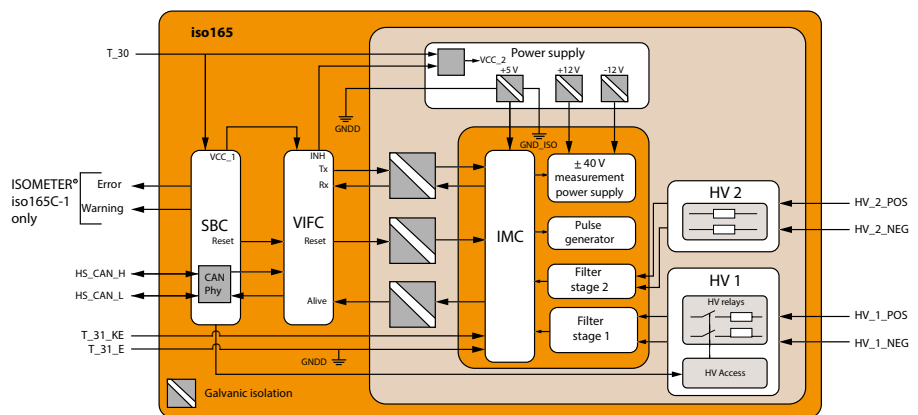 iso165
T_30
Power supply
VCC_2
+5 V
+12 V
-12 V
GNDD
GND_ISO
VCC_1
INH
Tx
Rx
± 40 V
measurement
power supply
ISOMETER®
iso165C-1
only
Error
Warning
SBC
Reset
VIFC
Reset
IMC
Pulse
generator
HV 2
HV_2_POS
HV_2_NEG
CAN
Phy
HS_CAN_H
HS_CAN_L
Alive
Filter
stage 2
Filter
stage 1
HV 1
HV relays
HV_1_POS
HV_1_NEG
T_31_KE
T_31_E
GNDD
HV Access
Galvanic isolation